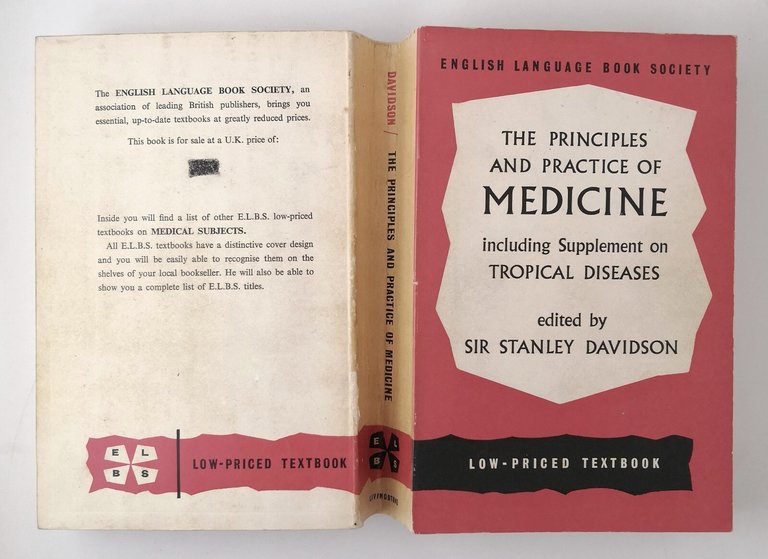 The ENGLISH LANGUAGE BOOK SOCIETY, an
association of leading British publishers, brings you
essential, up-to-date textbooks at greatly reduced prices.
This book is for sale at a U.K. price of:
Inside you will find a list of other E.L.B.S. low-priced
textbooks on MEDICAL SUBJECTS.
All E.L.B.S. textbooks have a distinctive cover design
and you will be easily able to recognise them on the
shelves of your local bookseller. He will also be able to
show you a complete list of E.L.B.S. titles.
E L
B S
LOW-PRICED TEXTBOOK
DAVIDSON / THE PRINCIPLES AND PRACTICE OF MEDICINE
E L
B S
LIVINGSTONE
ENGLISH LANGUAGE BOOK SOCIETY
THE PRINCIPLES
AND PRACTICE OF
MEDICINE
including Supplement on
TROPICAL DISEASES
edited by
SIR STANLEY DAVIDSON
LOW-PRICED TEXTBOOK